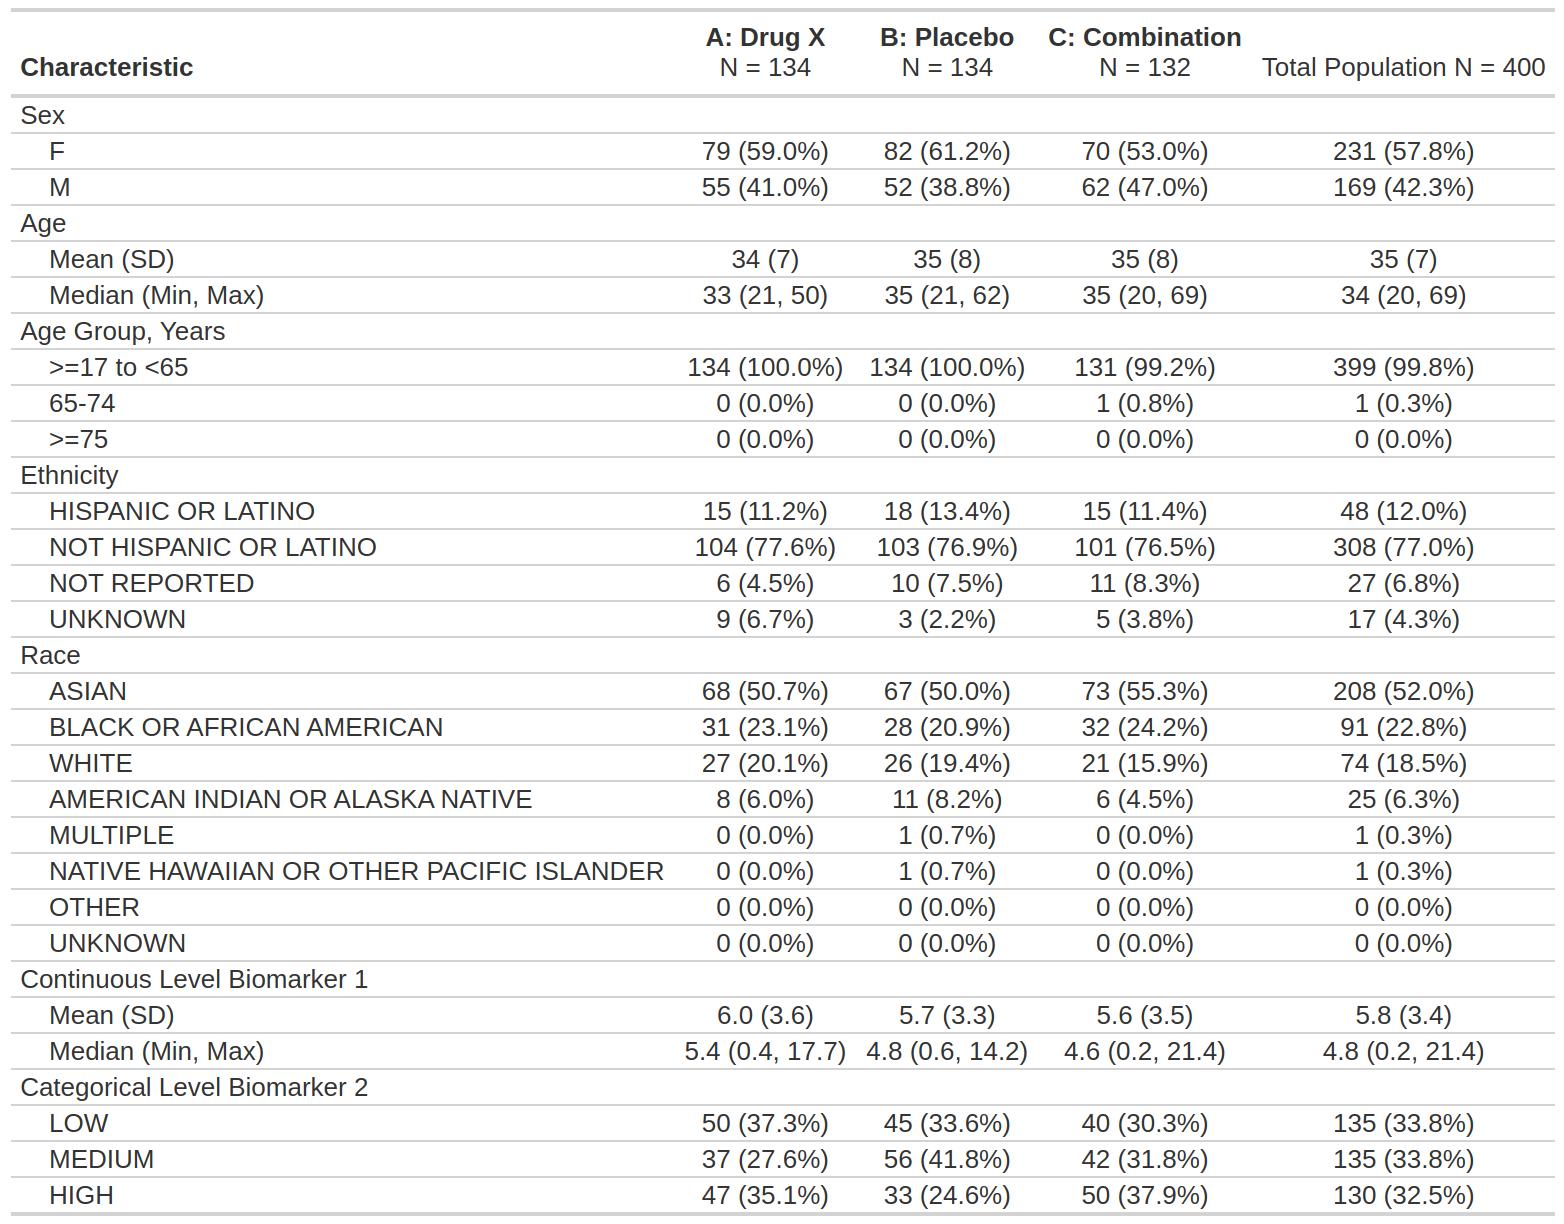 A: Drug X B: Placebo C: Combination
Characteristic N = 134 N = 134 N = 132 Total Population N = 400
Sex
F 79 (59.0%) 82 (61.2%) 70 (53.0%) 231 (57.8%)
M 55 (41.0%) 52 (38.8%) 62 (47.0%) 169 (42.3%)
Age
Mean (SD) 34 (7) 35 (8) 35 (8) 35 (7)
Median (Min, Max) 33 (21, 50) 35 (21, 62) 35 (20, 69) 34 (20, 69)
Age Group, Years
>=17 to <65 134 (100.0%) 134 (100.0%) 131 (99.2%) 399 (99.8%)
65-74 0 (0.0%) 0 (0.0%) 1 (0.8%) 1 (0.3%)
>=75 0 (0.0%) 0 (0.0%) 0 (0.0%) 0 (0.0%)
Ethnicity
HISPANIC OR LATINO 15 (11.2%) 18 (13.4%) 15 (11.4%) 48 (12.0%)
NOT HISPANIC OR LATINO 104 (77.6%) 103 (76.9%) 101 (76.5%) 308 (77.0%)
NOT REPORTED 6 (4.5%) 10 (7.5%) 11 (8.3%) 27 (6.8%)
UNKNOWN 9 (6.7%) 3 (2.2%) 5 (3.8%) 17 (4.3%)
Race
ASIAN 68 (50.7%) 67 (50.0%) 73 (55.3%) 208 (52.0%)
BLACK OR AFRICAN AMERICAN 31 (23.1%) 28 (20.9%) 32 (24.2%) 91 (22.8%)
WHITE 27 (20.1%) 26 (19.4%) 21 (15.9%) 74 (18.5%)
AMERICAN INDIAN OR ALASKA NATIVE 8 (6.0%) 11 (8.2%) 6 (4.5%) 25 (6.3%)
MULTIPLE 0 (0.0%) 1 (0.7%) 0 (0.0%) 1 (0.3%)
NATIVE HAWAIIAN OR OTHER PACIFIC ISLANDER 0 (0.0%) 1 (0.7%) 0 (0.0%) 1 (0.3%)
OTHER 0 (0.0%) 0 (0.0%) 0 (0.0%) 0 (0.0%)
UNKNOWN 0 (0.0%) 0 (0.0%) 0 (0.0%) 0 (0.0%)
Continuous Level Biomarker 1
Mean (SD) 6.0 (3.6) 5.7 (3.3) 5.6 (3.5) 5.8 (3.4)
Median (Min, Max) 5.4 (0.4, 17.7) 4.8 (0.6, 14.2) 4.6 (0.2, 21.4) 4.8 (0.2, 21.4)
Categorical Level Biomarker 2
LOW 50 (37.3%) 45 (33.6%) 40 (30.3%) 135 (33.8%)
MEDIUM 37 (27.6%) 56 (41.8%) 42 (31.8%) 135 (33.8%)
HIGH 47 (35.1%) 33 (24.6%) 50 (37.9%) 130 (32.5%)